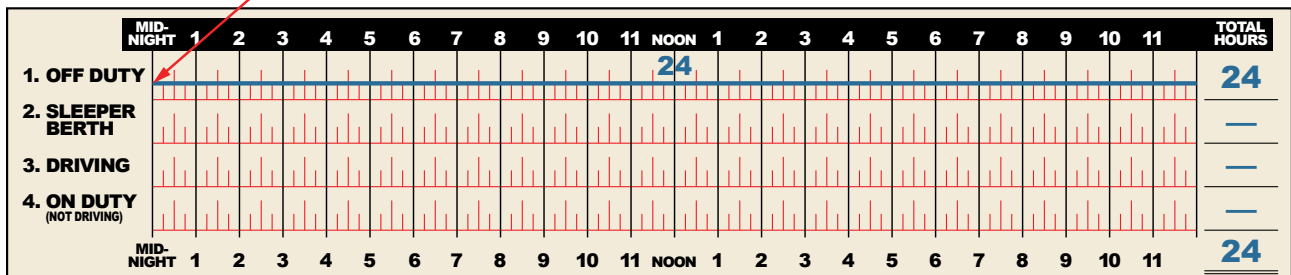 MID-NIGHT 1 2 3 4 5 6 7 8 9 10 11 NOON 1 2 3 4 5 6 7 8 9 10 11 TOTAL HOURS
24
1. OFF DUTY 24
2. SLEEPER BERTH —
3. DRIVING —
4. ON DUTY —
(NOT DRIVING)
MID-NIGHT 1 2 3 4 5 6 7 8 9 10 11 NOON 1 2 3 4 5 6 7 8 9 10 11 24